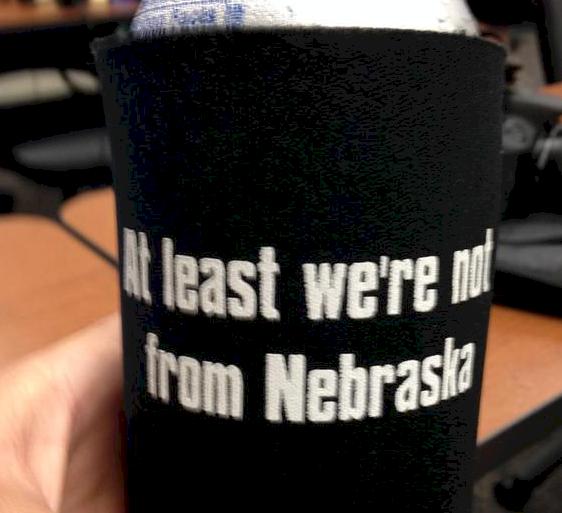 At least we're not
from Nebraska